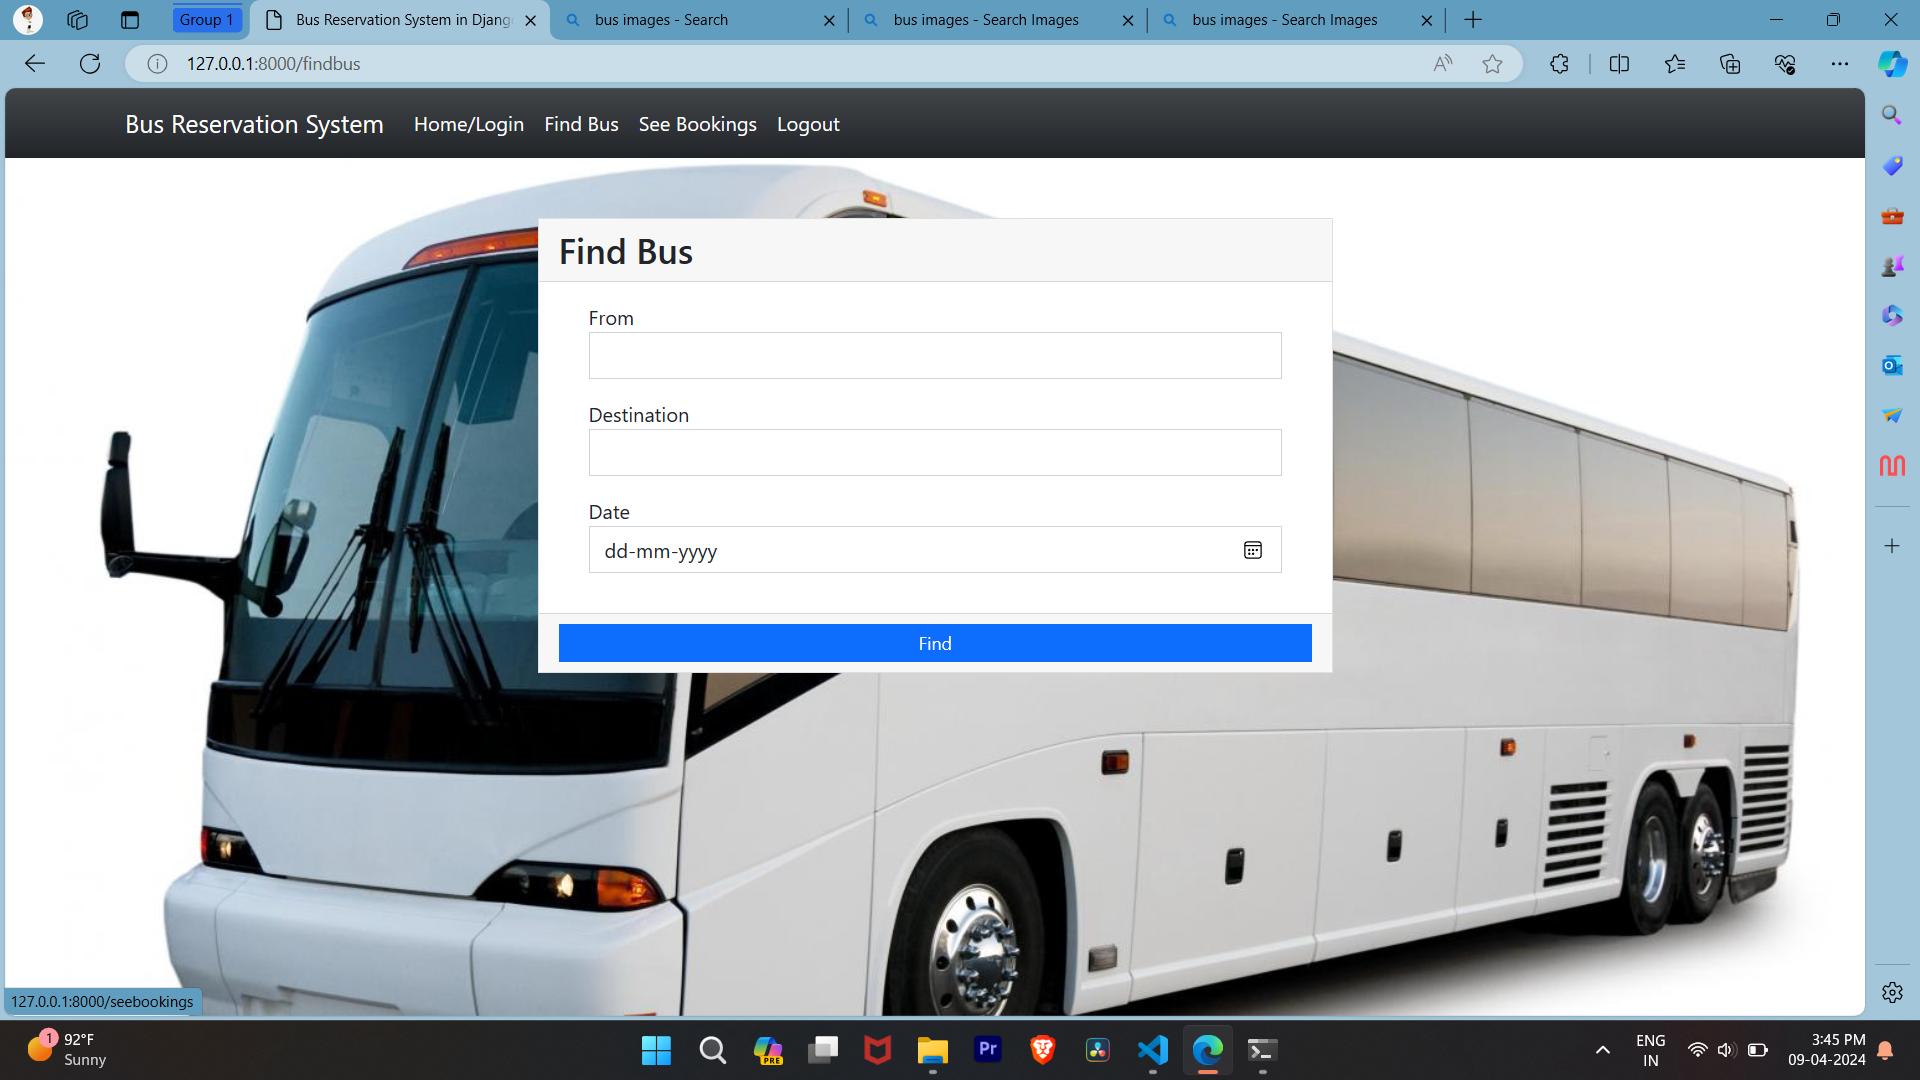 Group 1
Bus Reservation System in Djang
bus images - Search
bus images - Search Images
bus images - Search Images
127.0.0.1:8000/findbus
Bus Reservation System
Home/Login
Find Bus
See Bookings
Logout
Find Bus
From
Destination
Date
dd-mm-yyyy
Find
127.0.0.1:8000/seebookings
1
92°F
Sunny
PRE
Pr
ENG
IN
3:45 PM
09-04-2024